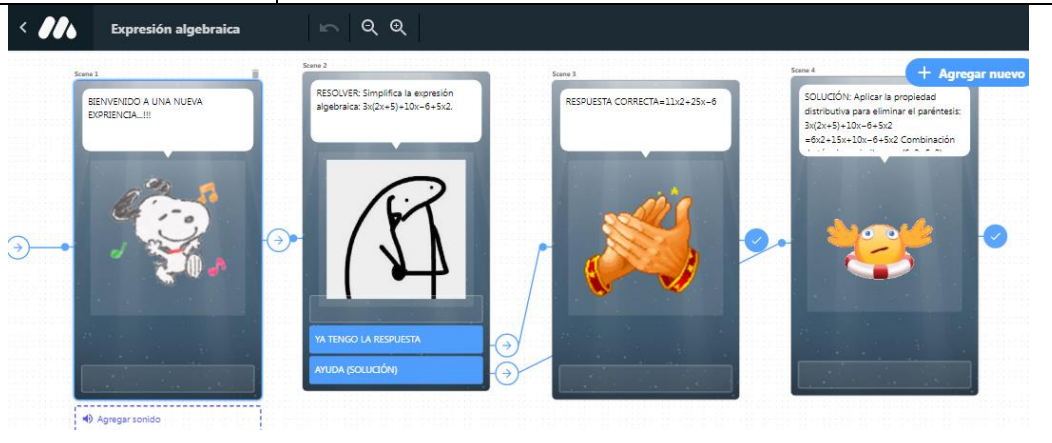 Expresión algebraica
Scene 1
BIENVENIDO A UNA NUEVA
EXPRIENCIA...!!!
Agregar sonido
Scene 2
RESOLVER: Simplifica la expresión
algebraica: 3x(2x+5)+10x−6+5x2.
YA TENGO LA RESPUESTA
AYUDA (SOLUCIÓN)
Scene 3
RESPUESTA CORRECTA=11x2+25x−6
Scene 4
+ Agregar nuevo
SOLUCIÓN: Aplicar la propiedad
distributiva para eliminar el paréntesis:
3x(2x+5)+10x−6+5x2
=6x2+15x+10x−6+5x2 Combinación